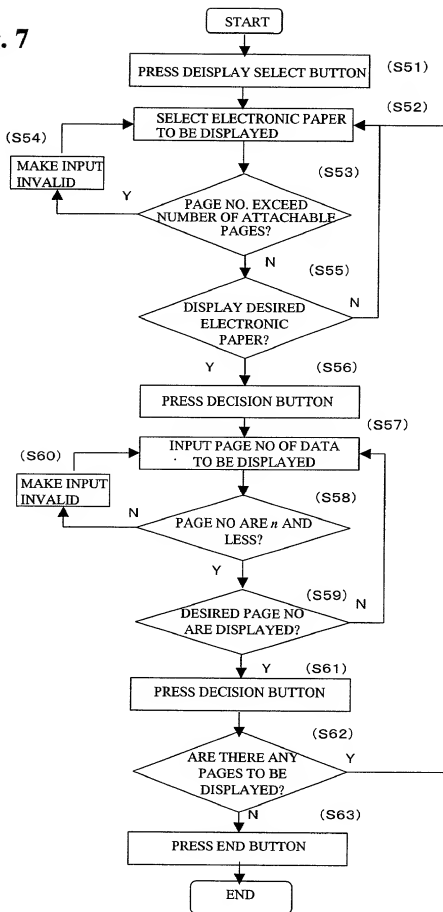 . 7
START
(S51)
PRESS DEISPLAY SELECT BUTTON
(S52)
SELECT ELECTRONIC PAPER
TO BE DISPLAYED
(S54)
MAKE INPUT
INVALID
(S53)
Y
PAGE NO. EXCEED
NUMBER OF ATTACHABLE
PAGES?
N
(S55)
DISPLAY DESIRED
ELECTRONIC
PAPER?
N
Y
(S56)
PRESS DECISION BUTTON
(S57)
INPUT PAGE NO OF DATA
TO BE DISPLAYED
(S60)
MAKE INPUT
INVALID
(S58)
N
PAGE NO ARE n AND
LESS?
Y
(S59)
DESIRED PAGE NO
ARE DISPLAYED?
N
Y
(S61)
PRESS DECISION BUTTON
(S62)
ARE THERE ANY
PAGES TO BE
DISPLAYED?
Y
N
(S63)
PRESS END BUTTON
END